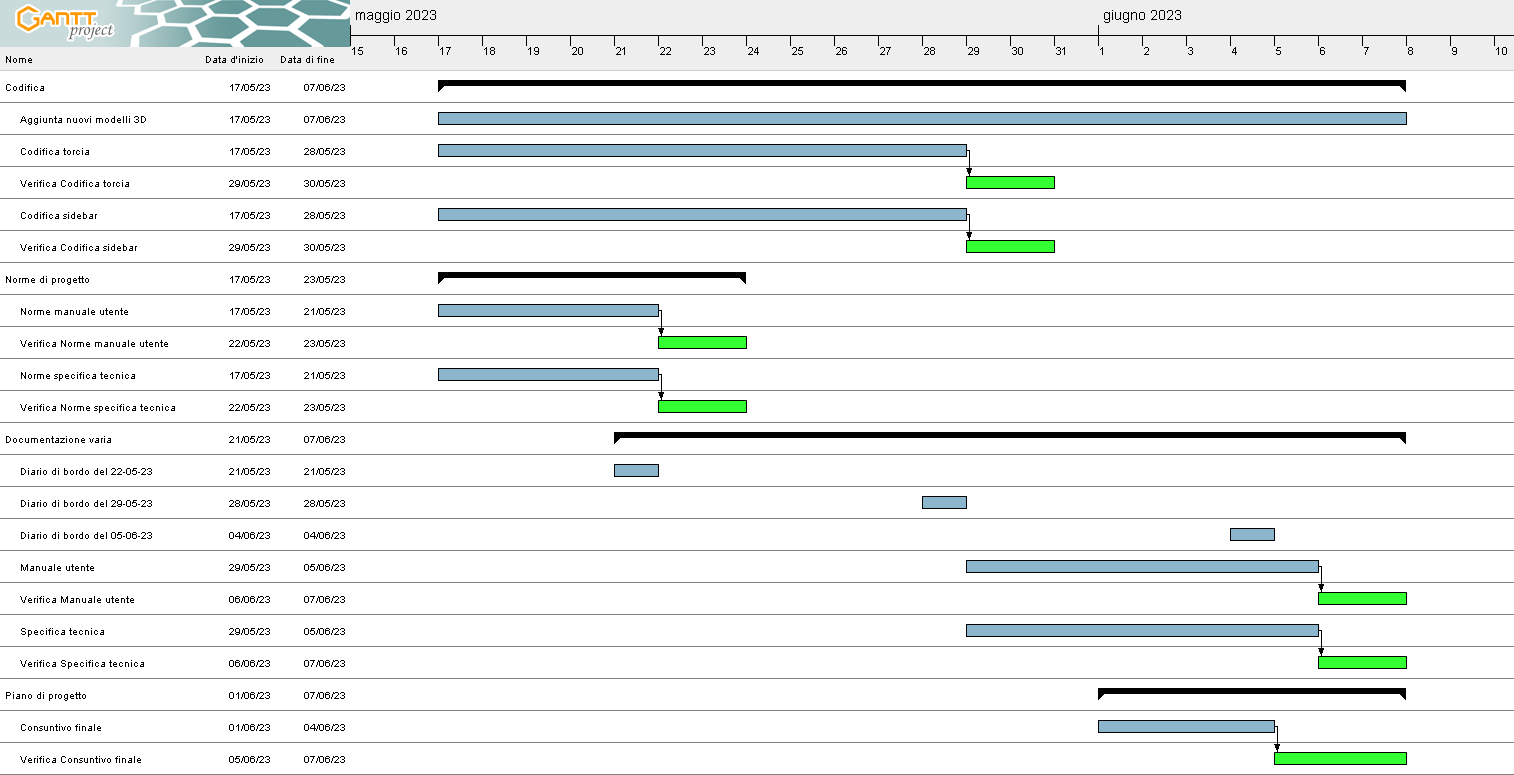 GANTT
project
maggio 2023 giugno 2023
15 16 17 18 19 20 21 22 23 24 25 26 27 28 29 30 31 1 2 3 4 5 6 7 8 9 10
Nome Data d'inizio Data di fine
Codifica 17/05/23 07/06/23
Aggiunta nuovi modelli 3D 17/05/23 07/06/23
Codifica torcia 17/05/23 28/05/23
Verifica Codifica torcia 29/05/23 30/05/23
Codifica sidebar 17/05/23 28/05/23
Verifica Codifica sidebar 29/05/23 30/05/23
Norme di progetto 17/05/23 23/05/23
Norme manuale utente 17/05/23 21/05/23
Verifica Norme manuale utente 22/05/23 23/05/23
Norme specifica tecnica 17/05/23 21/05/23
Verifica Norme specifica tecnica 22/05/23 23/05/23
Documentazione varia 21/05/23 07/06/23
Diario di bordo del 22-05-23 21/05/23 21/05/23
Diario di bordo del 29-05-23 28/05/23 28/05/23
Diario di bordo del 05-06-23 04/06/23 04/06/23
Manuale utente 29/05/23 05/06/23
Verifica Manuale utente 06/06/23 07/06/23
Specifica tecnica 29/05/23 05/06/23
Verifica Specifica tecnica 06/06/23 07/06/23
Piano di progetto 01/06/23 07/06/23
Consuntivo finale 01/06/23 04/06/23
Verifica Consuntivo finale 05/06/23 07/06/23